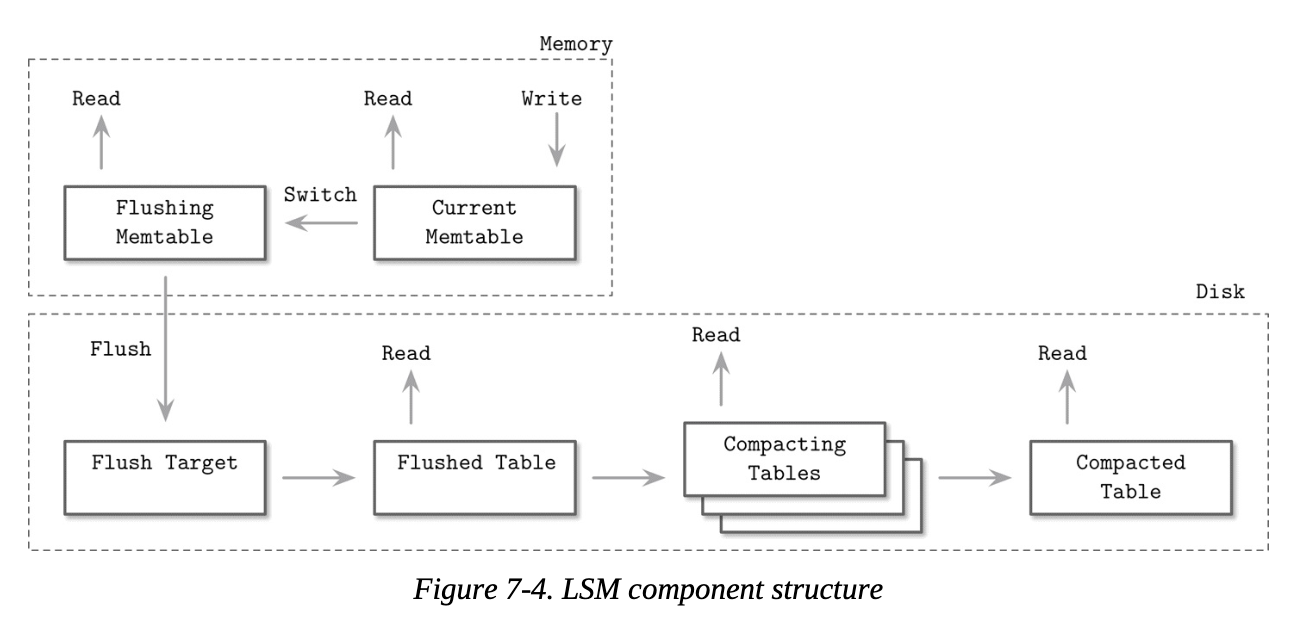 Memory
Read
Read
Write
Flushing
Memtable
Switch
Current
Memtable
Disk
Flush
Read
Read
Read
Flush Target
Flushed Table
Compacting
Tables
Compacted
Table
Figure 7-4. LSM component structure